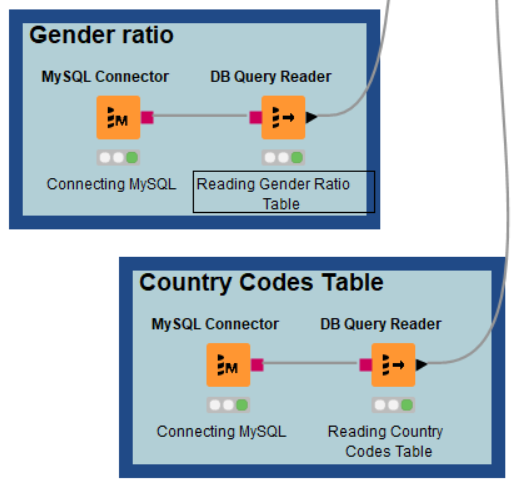 Gender ratio
MySQL Connector
DB Query Reader
M
Connecting MySQL
Reading Gender Ratio
Table
Country Codes Table
MySQL Connector
DB Query Reader
M
Connecting MySQL
Reading Country
Codes Table